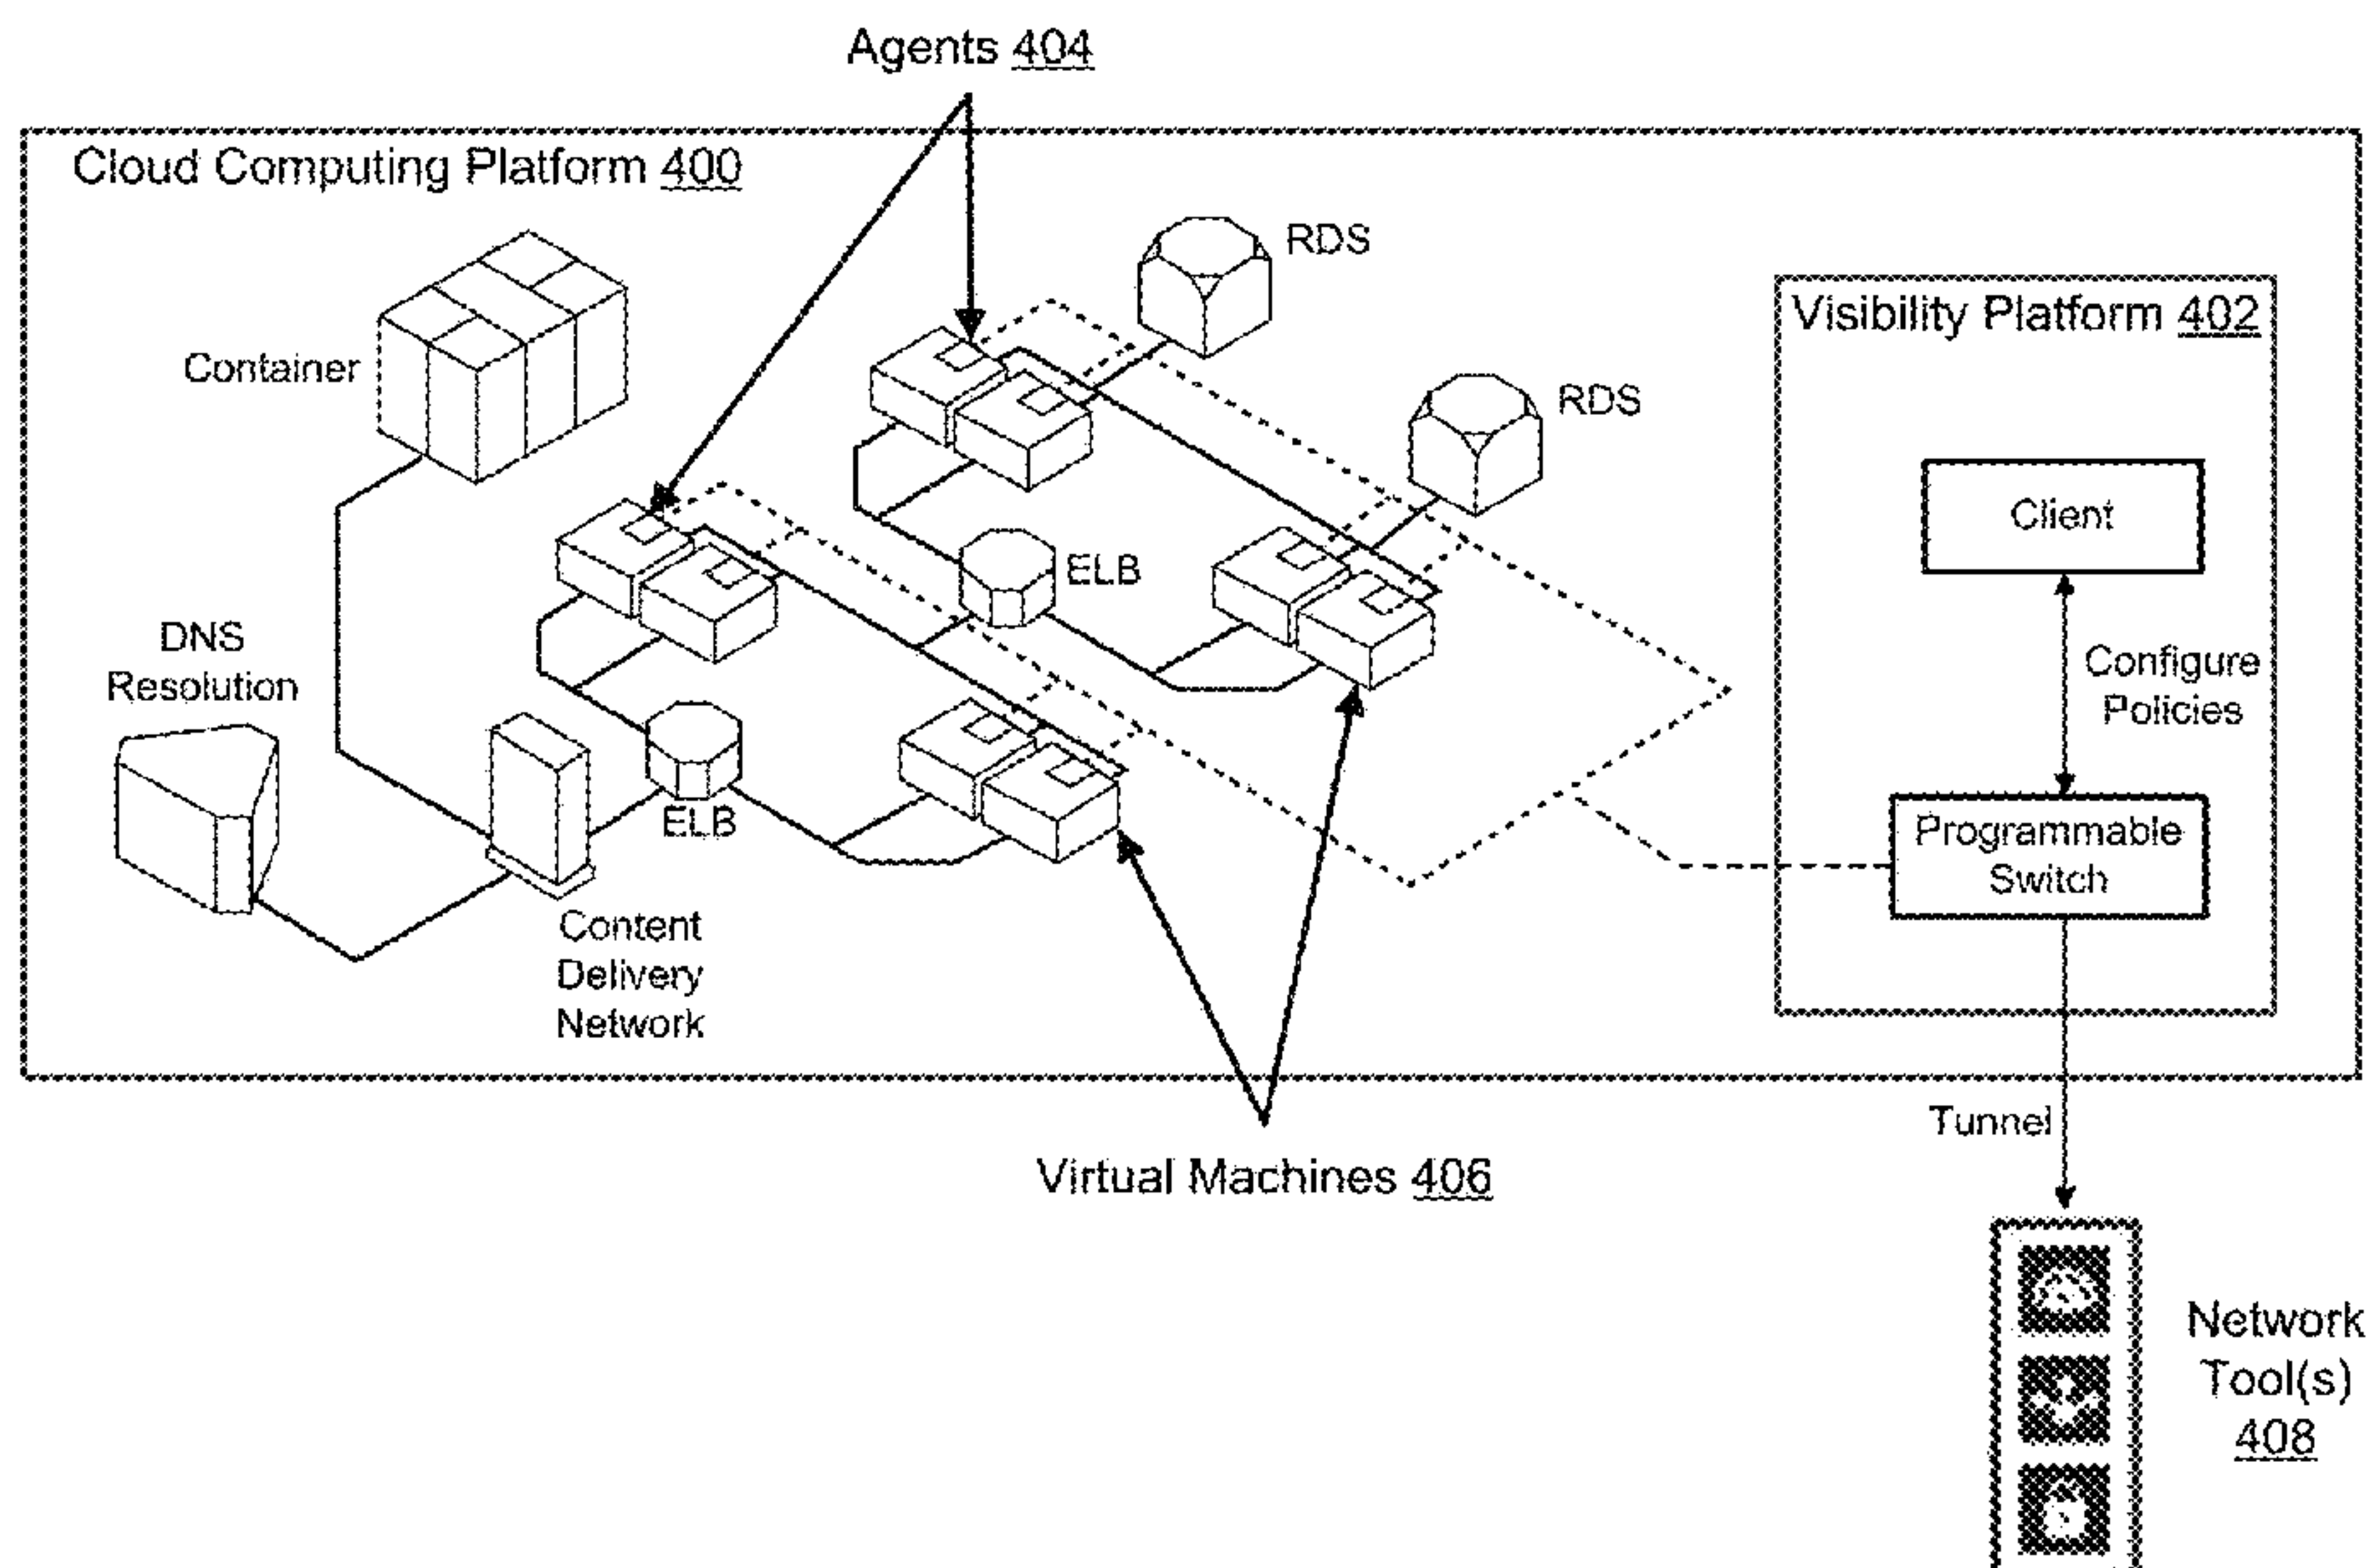 Agents 404
Cloud Computing Platform 400
RDS
Visibility Platform 402
Container
RDS
Client
ELB
DNS
Resolution
Configure
Policies
ELB
Programmable
Switch
Content
Delivery
Network
Tunnel
Virtual Machines 406
Network
Tool(s)
408